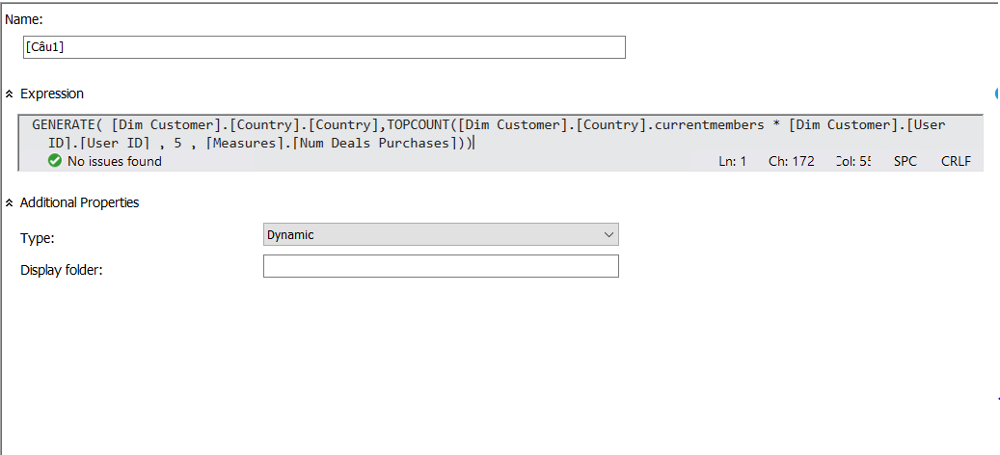 Name:
[Câu1]
Expression
GENERATE( [Dim Customer].[Country].[Country],TOPCOUNT([Dim Customer].[Country].currentmembers * [Dim Customer].[User
ID].[User ID] , 5 , [Measures].[Num Deals Purchases]))
No issues found Ln: 1 Ch: 172 Col: 55 SPC CRLF
Additional Properties
Type: Dynamic
Display folder: